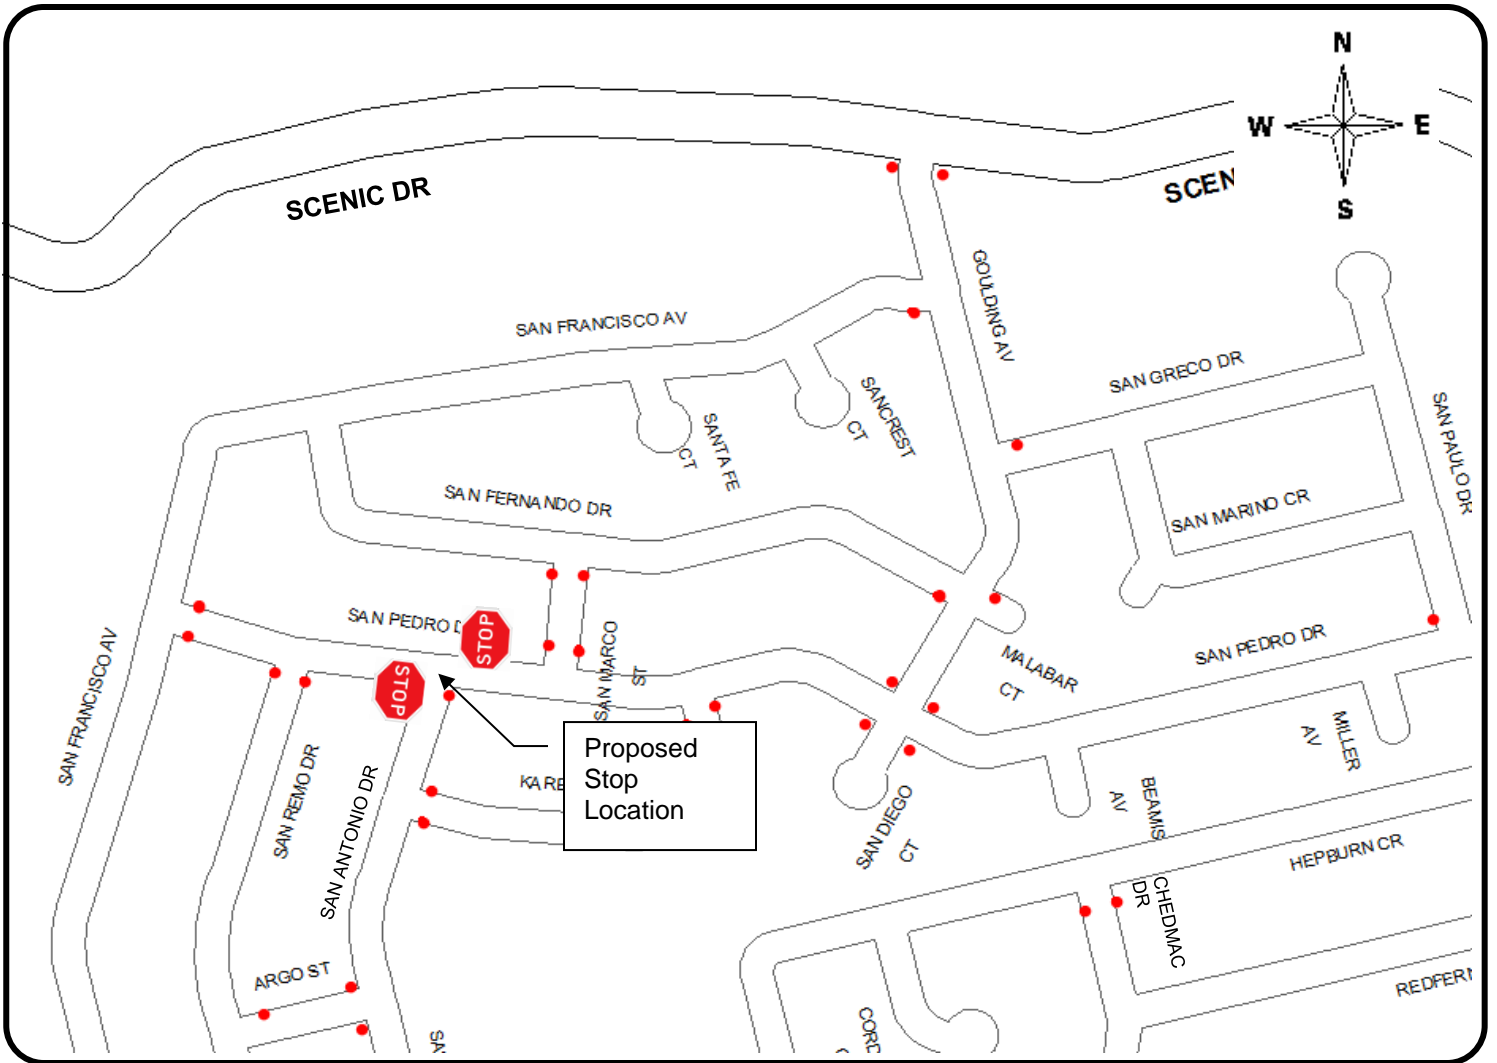 N
W
E
S
SCENIC DR
SCEN
GOULDING AV
SAN FRANCISCO AV
SAN GRECO DR
SANCREST
CT
SANTA FE
CT
SAN PAULO DR
SAN FERNANDO DR
SAN MARINO CR
SAN PEDRO D
STOP
STOP
SAN MARCO
ST
SAN PEDRO DR
MALABAR
CT
SAN FRANCISCO AV
MILLER
AV
Proposed
Stop
Location
SAN REMO DR
SAN ANTONIO DR
KARE
BEAMIS
AV
SAN DIEGO
CT
HEPBURN CR
CHEDMAC
DR
ARGO ST
REDFERN
CORD